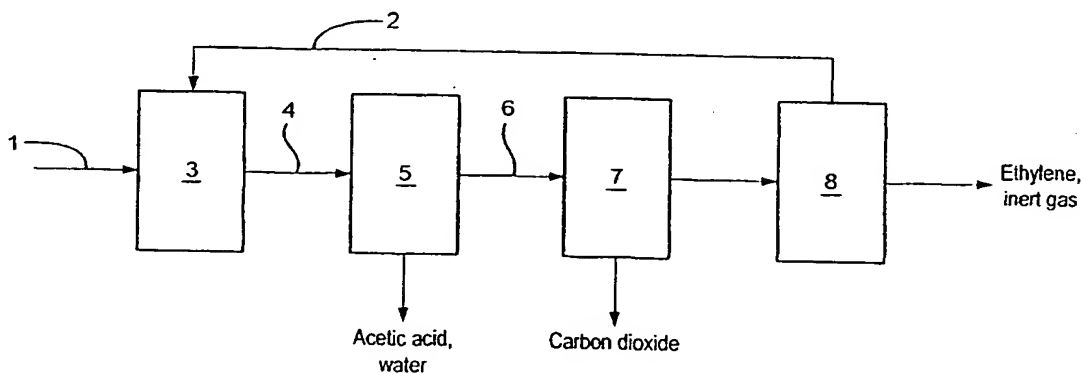 2
4
6
1
3
5
7
8
Ethylene,
inert gas
Acetic acid,
water
Carbon dioxide